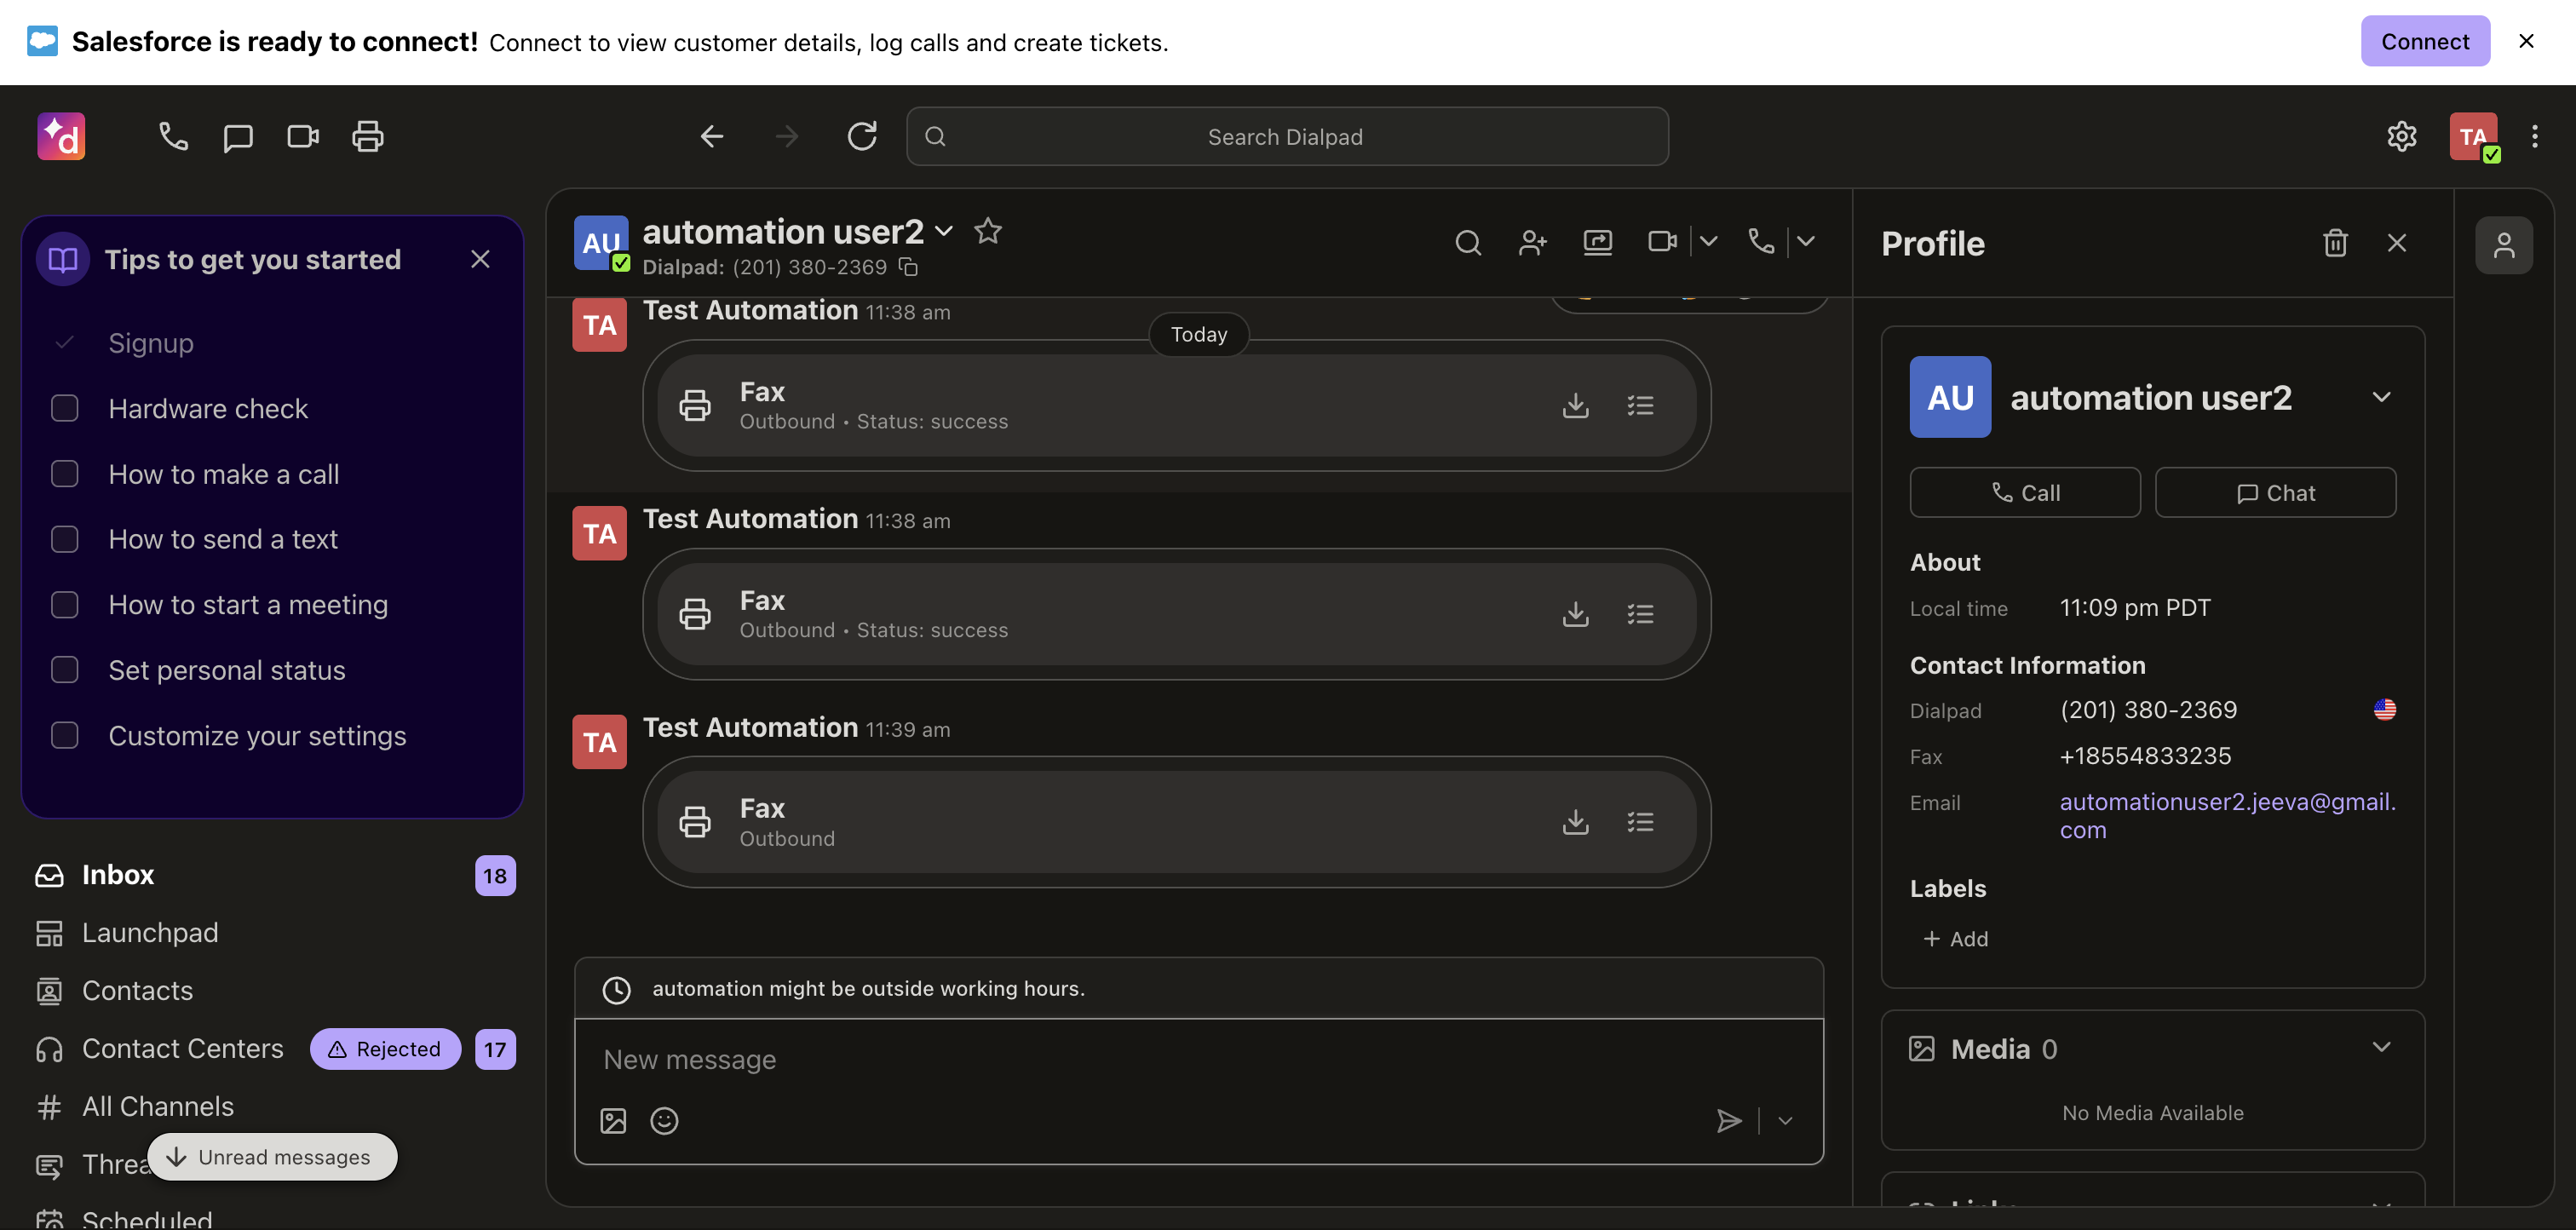 Salesforce is ready to connect! Connect to view customer details, log calls and create tickets.
Connect
d
Search Dialpad
TA
Tips to get you started
Signup
Hardware check
How to make a call
How to send a text
How to start a meeting
Set personal status
Customize your settings
Inbox
18
Launchpad
Contacts
Contact Centers
Rejected
17
All Channels
Unread messages
Scheduled
AU
automation user2
Dialpad: (201) 380-2369
TA
Test Automation 11:38 am
Today
Fax
Outbound • Status: success
TA
Test Automation 11:38 am
Fax
Outbound • Status: success
TA
Test Automation 11:39 am
Fax
Outbound
automation might be outside working hours.
New message
Profile
AU
automation user2
Call
Chat
About
Local time 11:09 pm PDT
Contact Information
Dialpad (201) 380-2369
Fax +18554833235
Email automationuser2.jeeva@gmail.
com
Labels
+ Add
Media 0
No Media Available